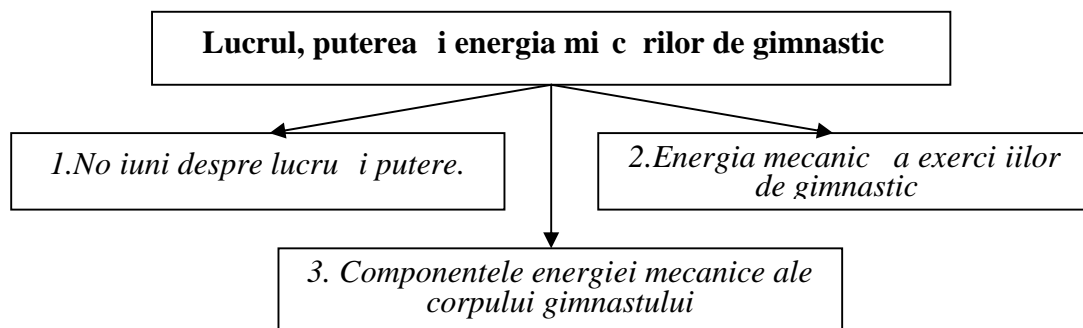 Lucrul, puterea i energia mi c rilor de gimnastic
1.No iuni despre lucru i putere.
2.Energia mecanic a exerci iilor
de gimnastic
3. Componentele energiei mecanice ale
corpului gimnastului